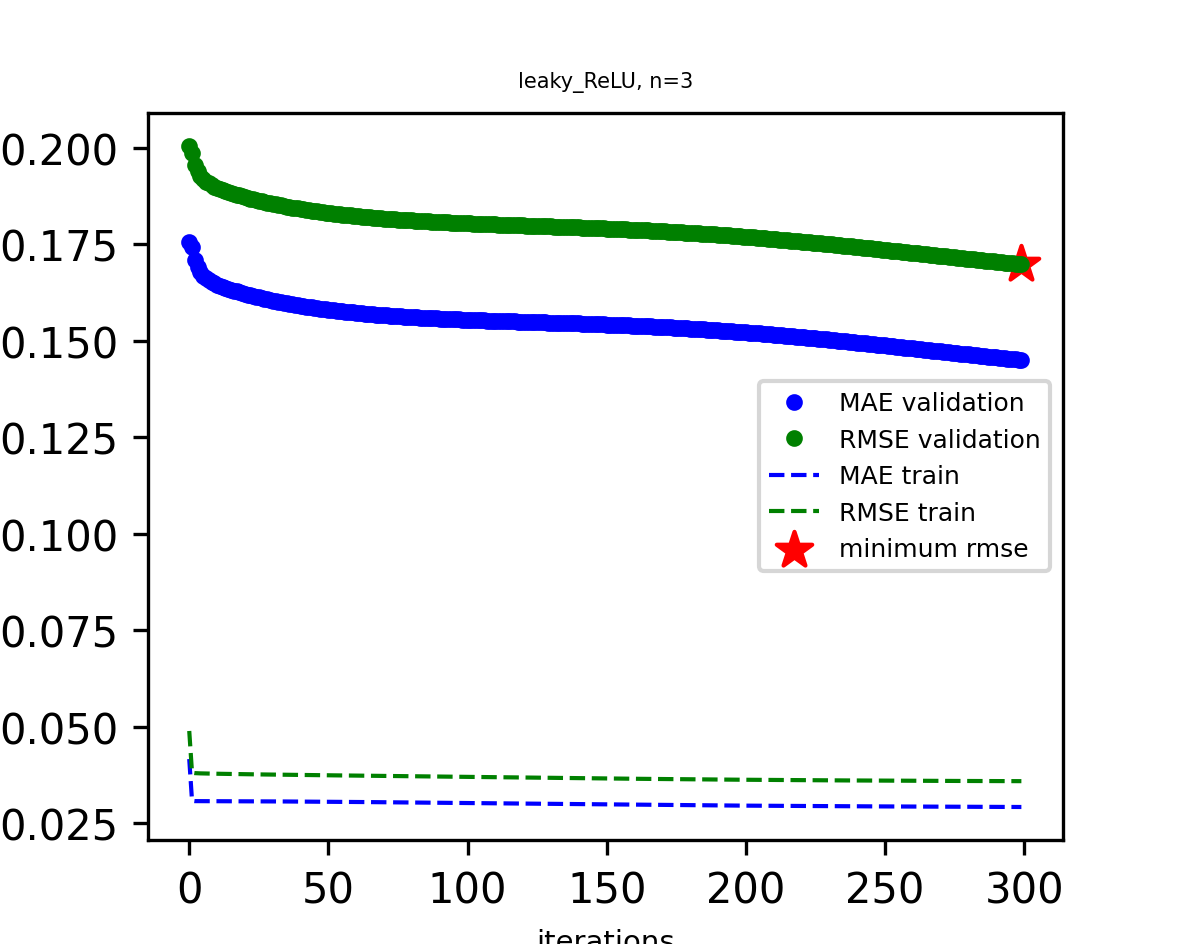 leaky_ReLU, n=3
0.200
0.175
0.150
0.125
0.100
0.075
0.050
0.025
MAE validation
RMSE validation
MAE train
RMSE train
minimum rmse
0 50 100 150 200 250 300
iterations